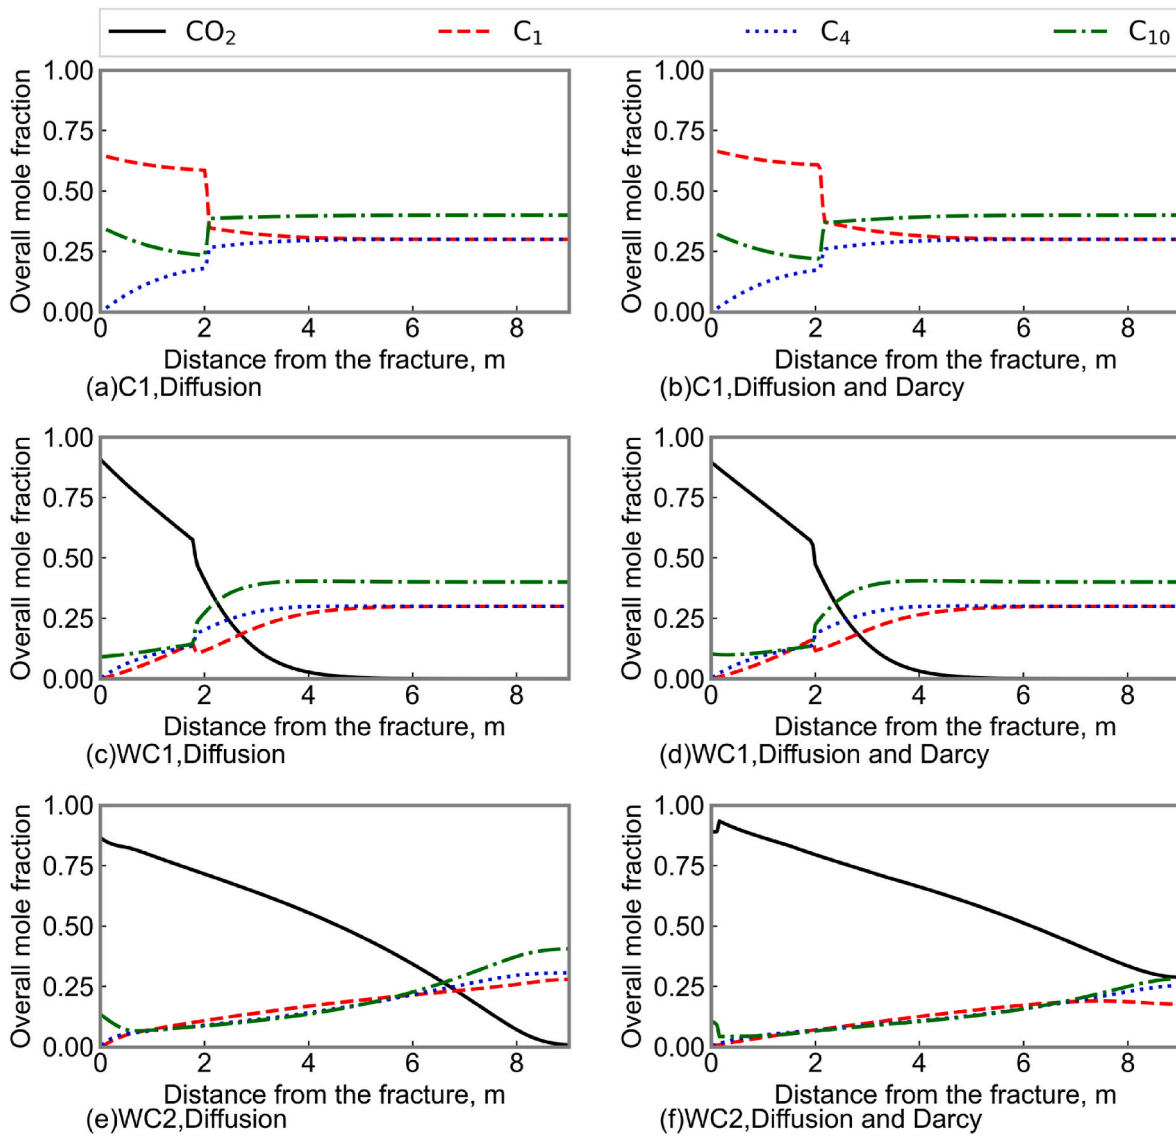 CO2 C1 C4 C10
Overall mole fraction
1.00
0.75
0.50
0.25
0.00
0 2 4 6 8
Distance from the fracture, m
(a)C1,Diffusion
Overall mole fraction
1.00
0.75
0.50
0.25
0.00
0 2 4 6 8
Distance from the fracture, m
(b)C1,Diffusion and Darcy
Overall mole fraction
1.00
0.75
0.50
0.25
0.00
0 2 4 6 8
Distance from the fracture, m
(c)WC1,Diffusion
Overall mole fraction
1.00
0.75
0.50
0.25
0.00
0 2 4 6 8
Distance from the fracture, m
(d)WC1,Diffusion and Darcy
Overall mole fraction
1.00
0.75
0.50
0.25
0.00
0 2 4 6 8
Distance from the fracture, m
(e)WC2,Diffusion
Overall mole fraction
1.00
0.75
0.50
0.25
0.00
0 2 4 6 8
Distance from the fracture, m
(f)WC2,Diffusion and Darcy